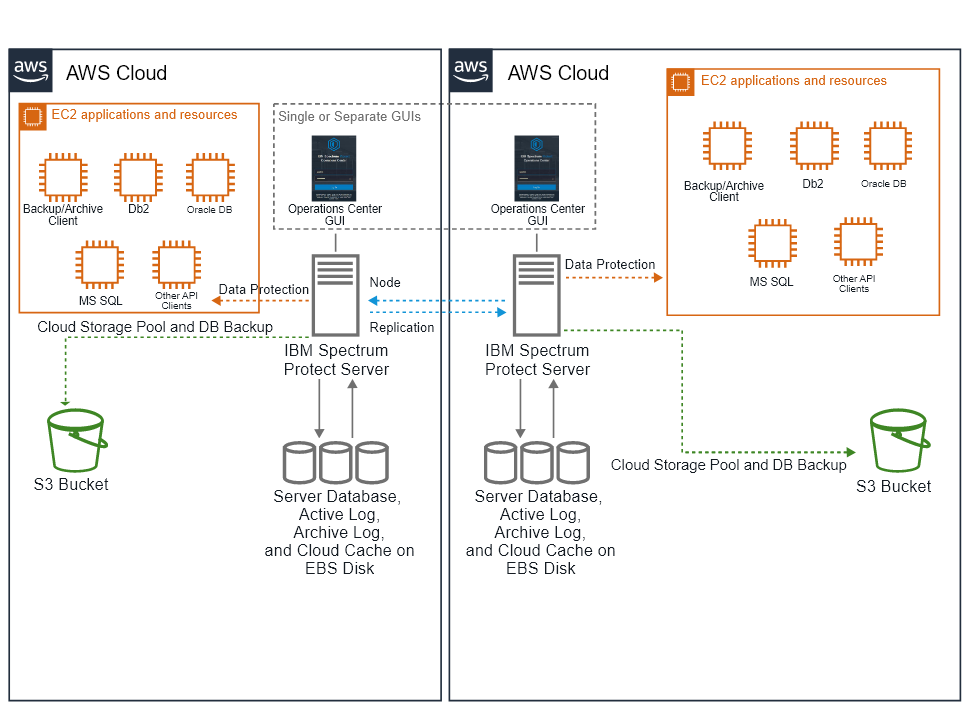 aws
AWS Cloud
EC2 applications and resources
Backup/Archive
Client
Db2
Oracle DB
MS SQL
Other API
Clients
Data Protection
Cloud Storage Pool and DB Backup
S3 Bucket
Single or Separate GUIs
Operations Center
GUI
Operations Center
GUI
Node
Replication
IBM Spectrum
Protect Server
Server Database,
Active Log,
Archive Log,
and Cloud Cache on
EBS Disk
aws
AWS Cloud
EC2 applications and resources
Backup/Archive
Client
Db2
Oracle DB
MS SQL
Other API
Clients
Data Protection
IBM Spectrum
Protect Server
Cloud Storage Pool and DB Backup
S3 Bucket
Server Database,
Active Log,
Archive Log,
and Cloud Cache on
EBS Disk